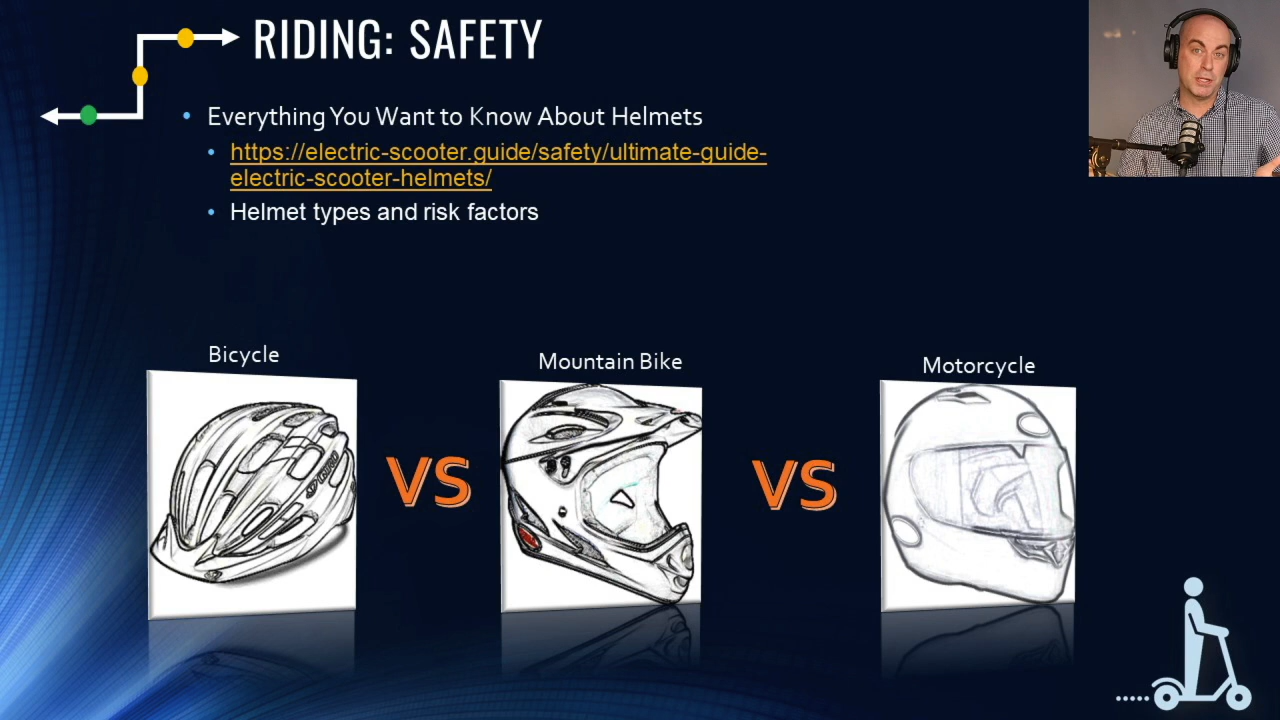 RIDING: SAFETY
Everything You Want to Know About Helmets
https://electric-scooter.guide/safety/ultimate-guide-
electric-scooter-helmets/
Helmet types and risk factors
Bicycle
Mountain Bike
Motorcycle
VS
VS
GIRO